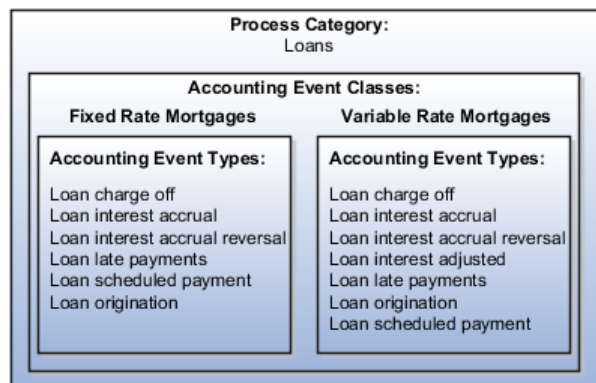 Process Category:
Loans
Accounting Event Classes:
Fixed Rate Mortgages
Accounting Event Types:
Loan charge off
Loan interest accrual
Loan interest accrual reversal
Loan late payments
Loan scheduled payment
Loan origination
Variable Rate Mortgages
Accounting Event Types:
Loan charge off
Loan interest accrual
Loan interest accrual reversal
Loan interest adjusted
Loan late payments
Loan origination
Loan scheduled payment